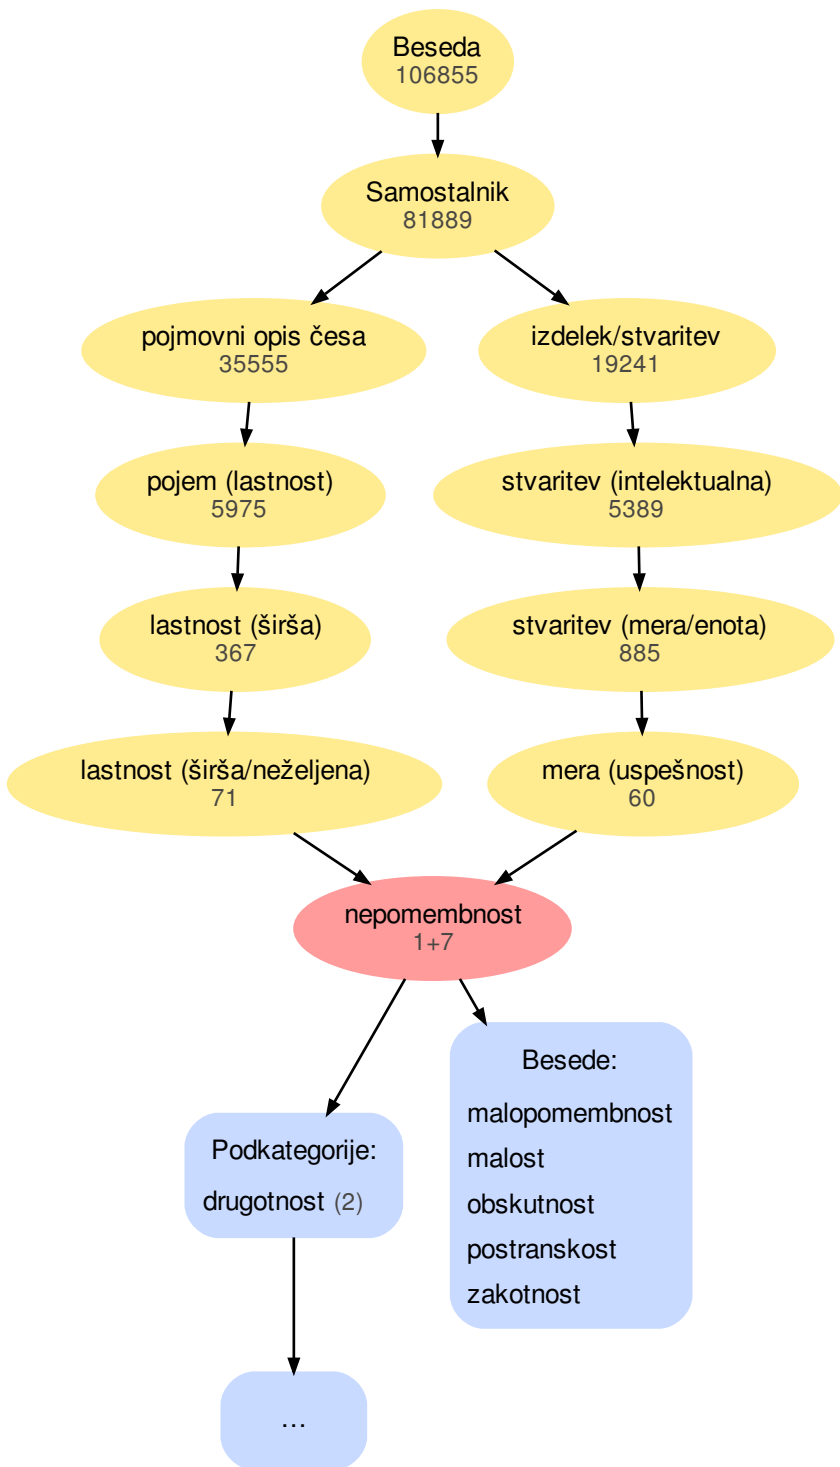 Beseda
106855
Samostalnik
81889
pojmovni opis česa
35555
izdelek/stvaritev
19241
pojem (lastnost)
5975
stvaritev (intelektualna)
5389
lastnost (širša)
367
stvaritev (mera/enota)
885
lastnost (širša/neželjena)
71
mera (uspešnost)
60
nepomembnost
1+7
Besede:
malopomembnost
malost
obskutnost
postranskost
zakotnost
Podkategorije:
drugotnost (2)
...